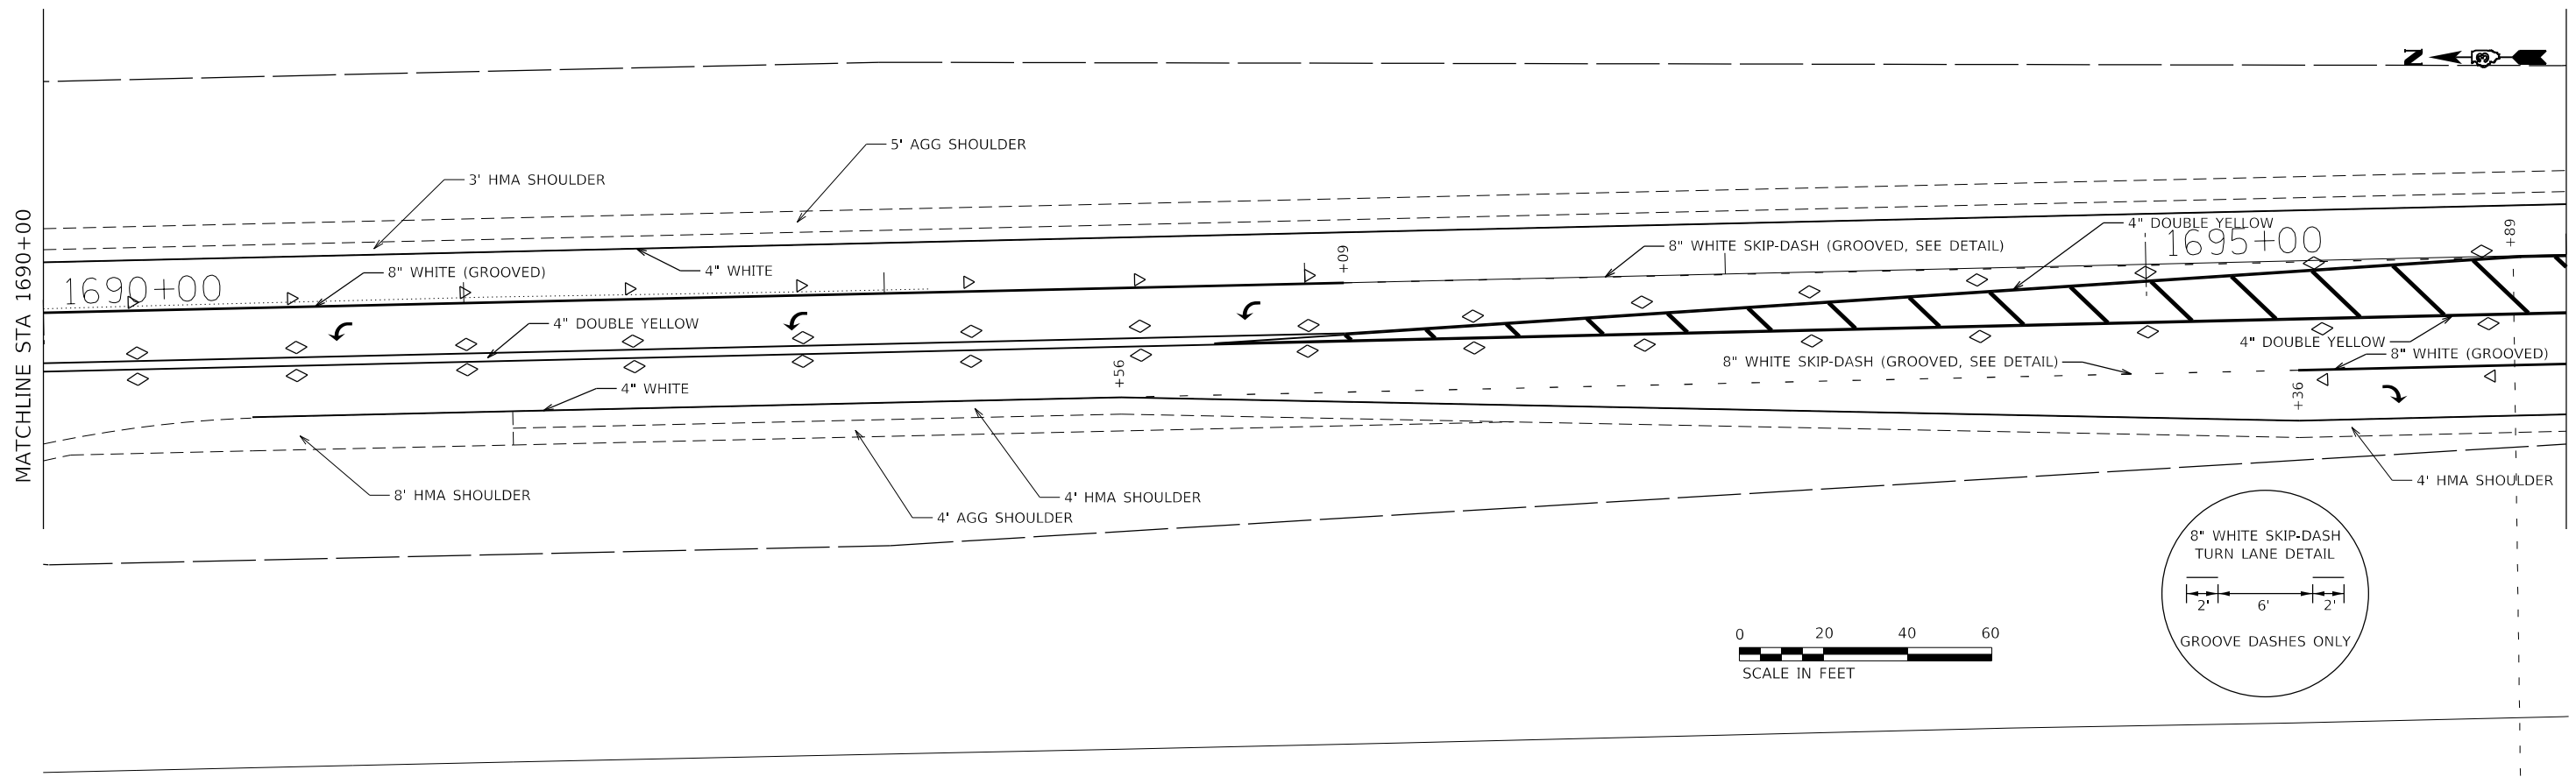 N
5' AGG SHOULDER
3' HMA SHOULDER
MATCHLINE STA 1690+00
4" DOUBLE YELLOW
+89
1695+00
8" WHITE SKIP-DASH (GROOVED, SEE DETAIL)
+09
8" WHITE (GROOVED)
4" WHITE
1690+00
4" DOUBLE YELLOW
4" DOUBLE YELLOW
8" WHITE (GROOVED)
8" WHITE SKIP-DASH (GROOVED, SEE DETAIL)
+56
4" WHITE
+36
8' HMA SHOULDER
4' HMA SHOULDER
4' AGG SHOULDER
4' HMA SHOULDER
8" WHITE SKIP-DASH
TURN LANE DETAIL
2' 6' 2'
GROOVE DASHES ONLY
0 20 40 60
SCALE IN FEET